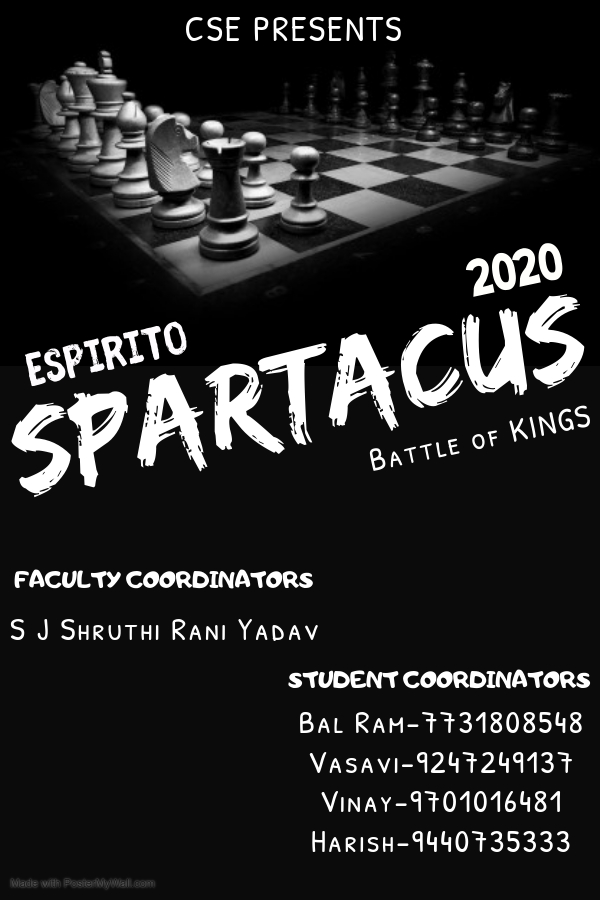 CSE PRESENTS
2020
ESPIRITO
SPARTACUS
BATTLE OF KINGS
FACULTY COORDINATORS
S J SHRUTHI RANI YADAV
STUDENT COORDINATORS
BAL RAM-7731808548
VASAVI-9247249137
VINAY-9701016481
HARISH-9440735333
Made with PosterMyWall.com